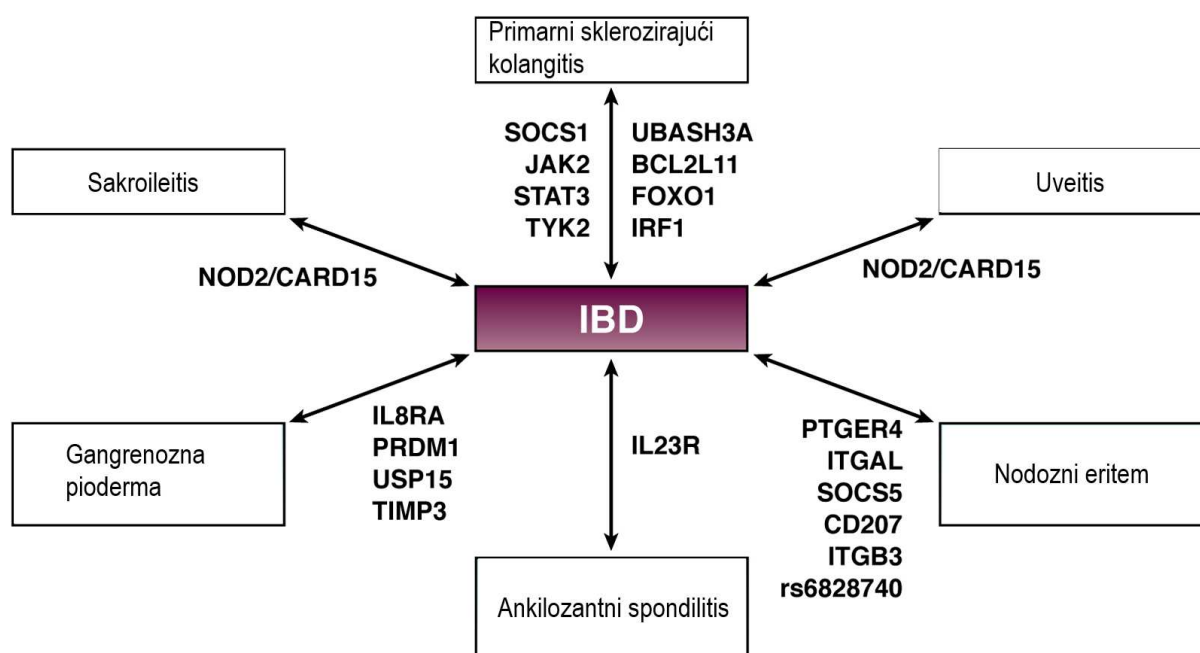 Primarni sklerozirajući
kolangitis
SOCS1
JAK2
STAT3
TYK2
UBASH3A
BCL2L11
FOXO1
IRF1
Sakroileitis
Uveitis
NOD2/CARD15
NOD2/CARD15
IBD
Gangrenozna
pioderma
IL8RA
PRDM1
USP15
TIMP3
IL23R
PTGER4
ITGAL
SOCS5
CD207
ITGB3
rs6828740
Nodozni eritem
Ankilozantni spondilitis